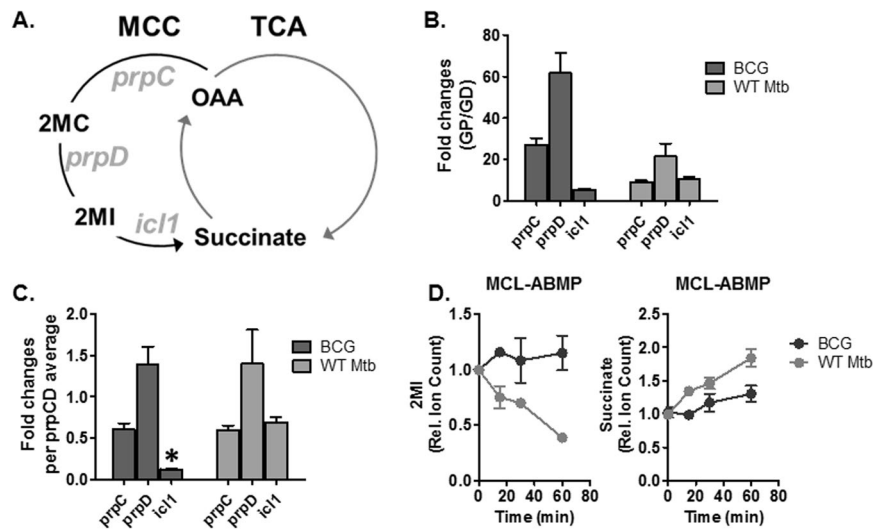 A.
MCC TCA
prpC
OAA
2MC
prpD
2MI
icl1
Succinate
B.
Fold changes
(GP/GD)
80
60
40
20
0
prpC
prpD
icl1
prpC
prpD
icl1
BCG
WT Mtb
C.
Fold changes
per prpCD average
2.0
1.5
1.0
0.5
0.0
*
prpC
prpD
icl1
prpC
prpD
icl1
BCG
WT Mtb
D.
MCL-ABMP
2MI
(Rel. Ion Count)
1.5
1.0
0.5
0.0
0 20 40 60 80
Time (min)
MCL-ABMP
Succinate
(Rel. Ion Count)
2.5
2.0
1.5
1.0
0.5
0.0
0 20 40 60 80
Time (min)
BCG
WT Mtb